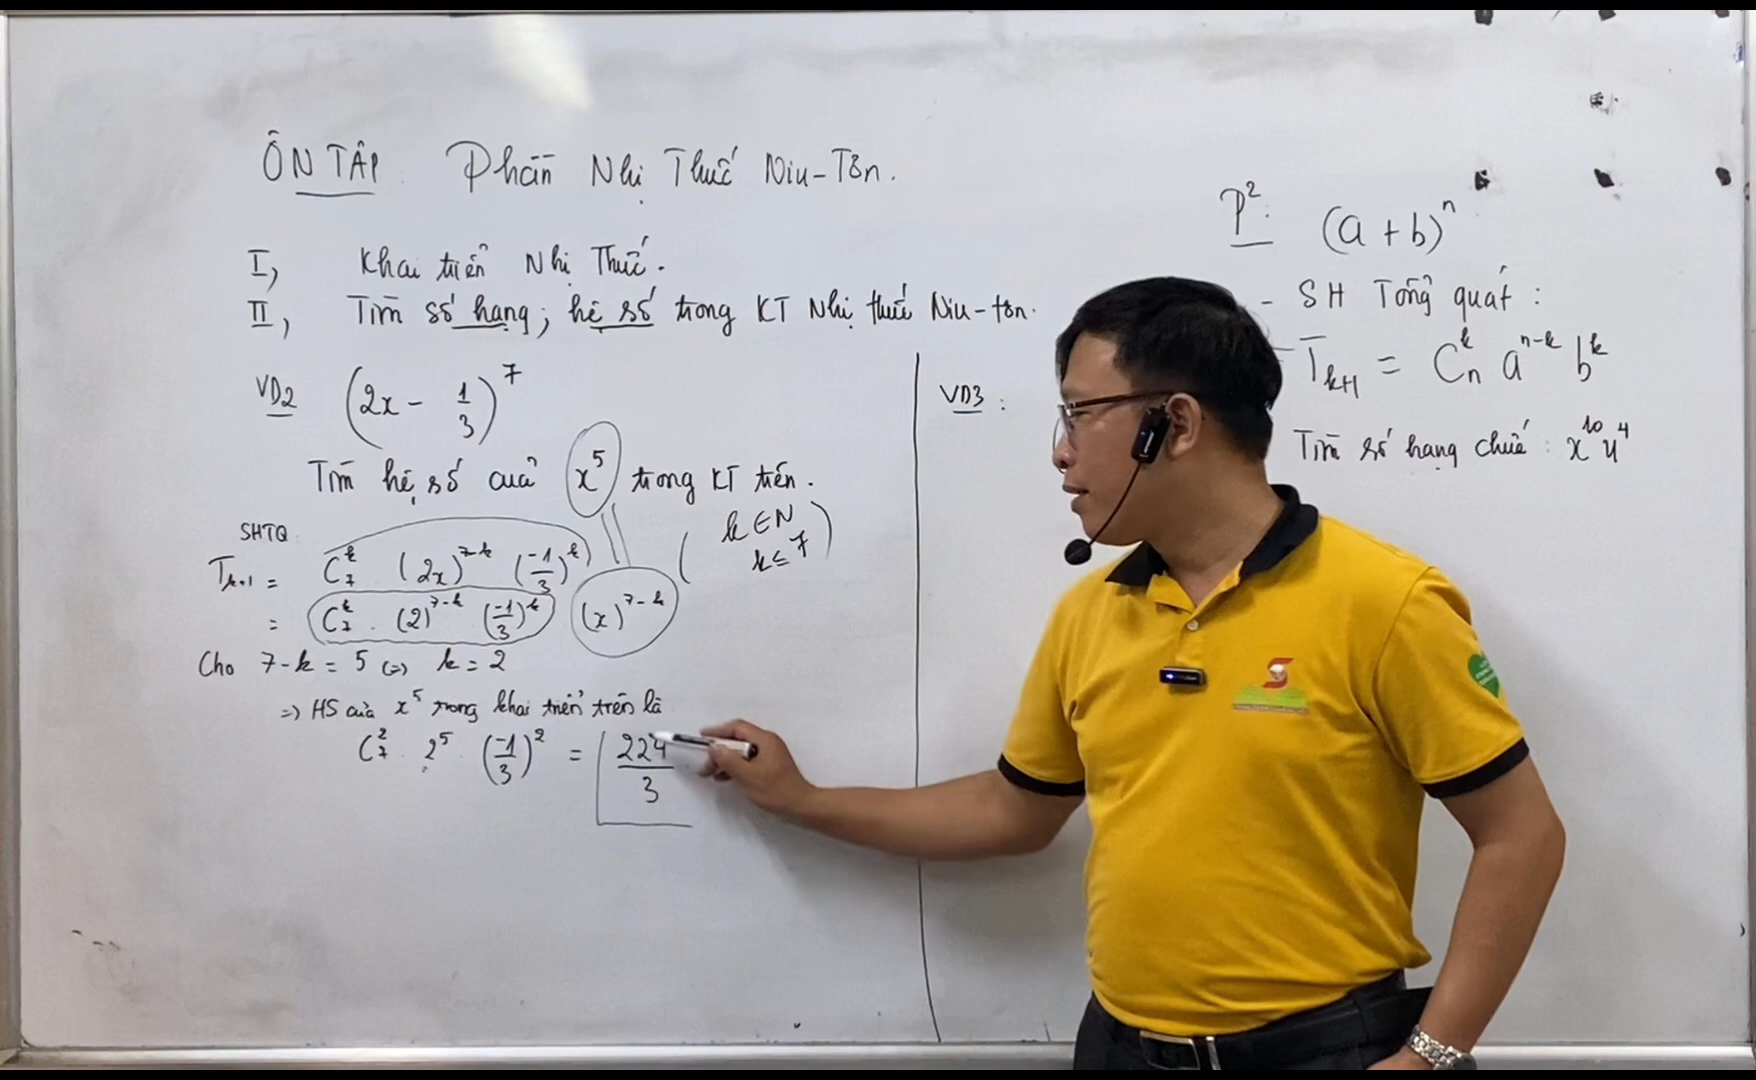 ÔN TẬP Phần Nhị Thức Niu-Tơn.
I, Khai triển Nhị Thức.
II, Tìm số hạng; hệ số trong KT Nhị thức Niu-tơn.
VD2 (2x - 1/3)^7
Tìm hệ số của x^5 trong KT trên.
SHTQ:
T_{k+1} = C_7^k (2x)^{7-k} (-1/3)^k
( k ∈ N
k ≤ 7 )
= C_7^k . (2)^{7-k} (-1/3)^k (x)^{7-k}
Cho 7-k = 5 (=) k = 2
=) HS của x^5 trong khai triển trên là
C_7^2 . 2^5 . (-1/3)^2 = 224/3
VD3 :
P^2: (a + b)^n
- SH Tổng quát :
T_{k+1} = C_n^k a^{n-k} b^k
Tìm số hạng chứa : x^{10} y^4
S